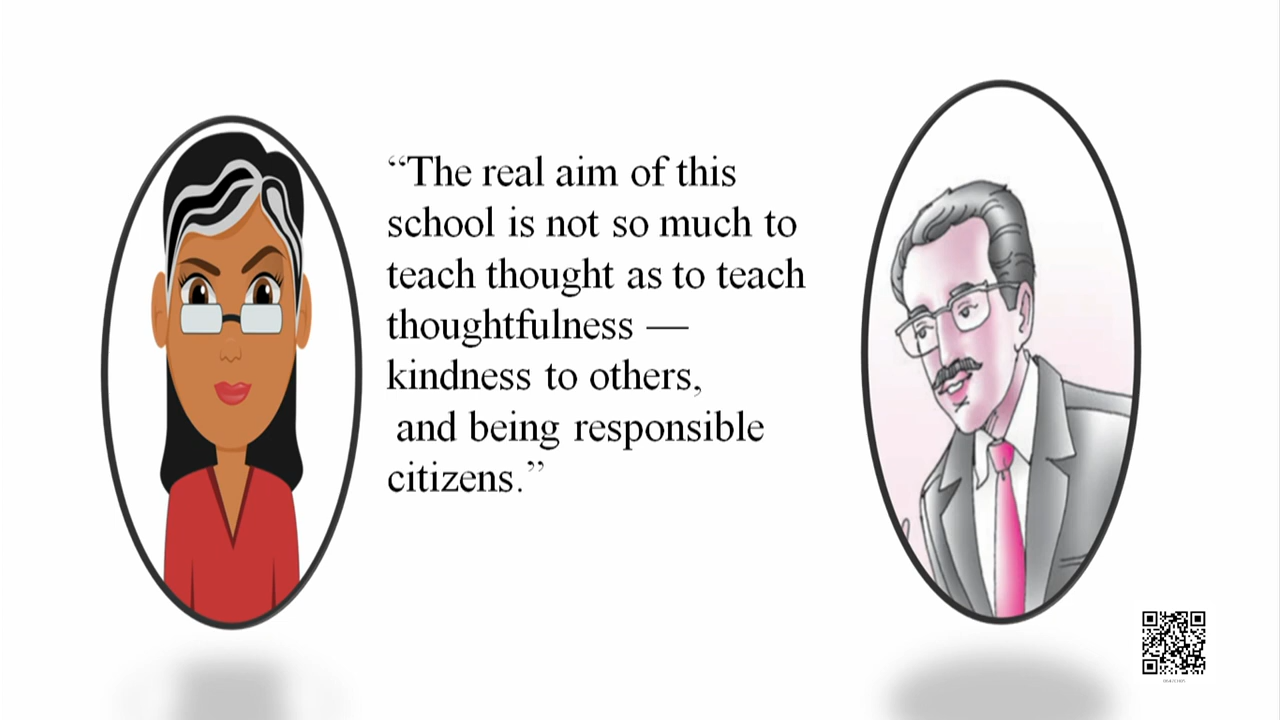 “The real aim of this
school is not so much to
teach thought as to teach
thoughtfulness —
kindness to others,
and being responsible
citizens.”